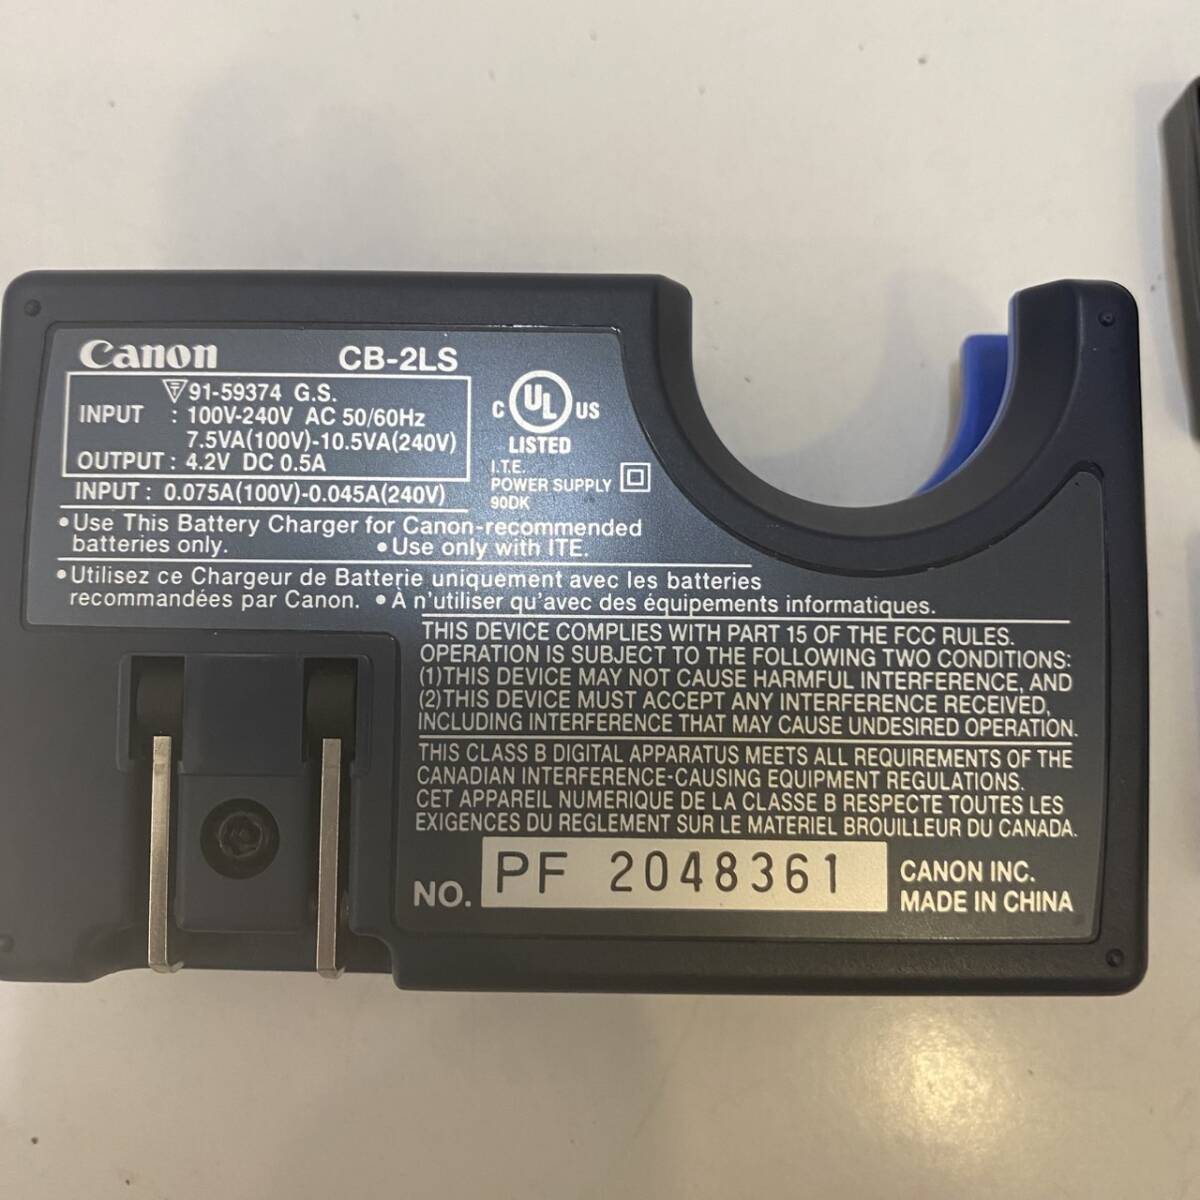 Canon CB-2LS
91-59374 G.S.
INPUT : 100V-240V AC 50/60Hz
7.5VA(100V)-10.5VA(240V)
OUTPUT : 4.2V DC 0.5A
INPUT : 0.075A(100V)-0.045A(240V)
C UL US
LISTED
I.T.E.
POWER SUPPLY
90DK
•Use This Battery Charger for Canon-recommended
batteries only. •Use only with ITE.
•Utilisez ce Chargeur de Batterie uniquement avec les batteries
recommandées par Canon. •À n'utiliser qu'avec des équipements informatiques.
THIS DEVICE COMPLIES WITH PART 15 OF THE FCC RULES.
OPERATION IS SUBJECT TO THE FOLLOWING TWO CONDITIONS:
(1)THIS DEVICE MAY NOT CAUSE HARMFUL INTERFERENCE, AND
(2)THIS DEVICE MUST ACCEPT ANY INTERFERENCE RECEIVED,
INCLUDING INTERFERENCE THAT MAY CAUSE UNDESIRED OPERATION.
THIS CLASS B DIGITAL APPARATUS MEETS ALL REQUIREMENTS OF THE
CANADIAN INTERFERENCE-CAUSING EQUIPMENT REGULATIONS.
CET APPAREIL NUMERIQUE DE LA CLASSE B RESPECTE TOUTES LES
EXIGENCES DU REGLEMENT SUR LE MATERIEL BROUILLEUR DU CANADA.
NO. PF 2048361
CANON INC.
MADE IN CHINA